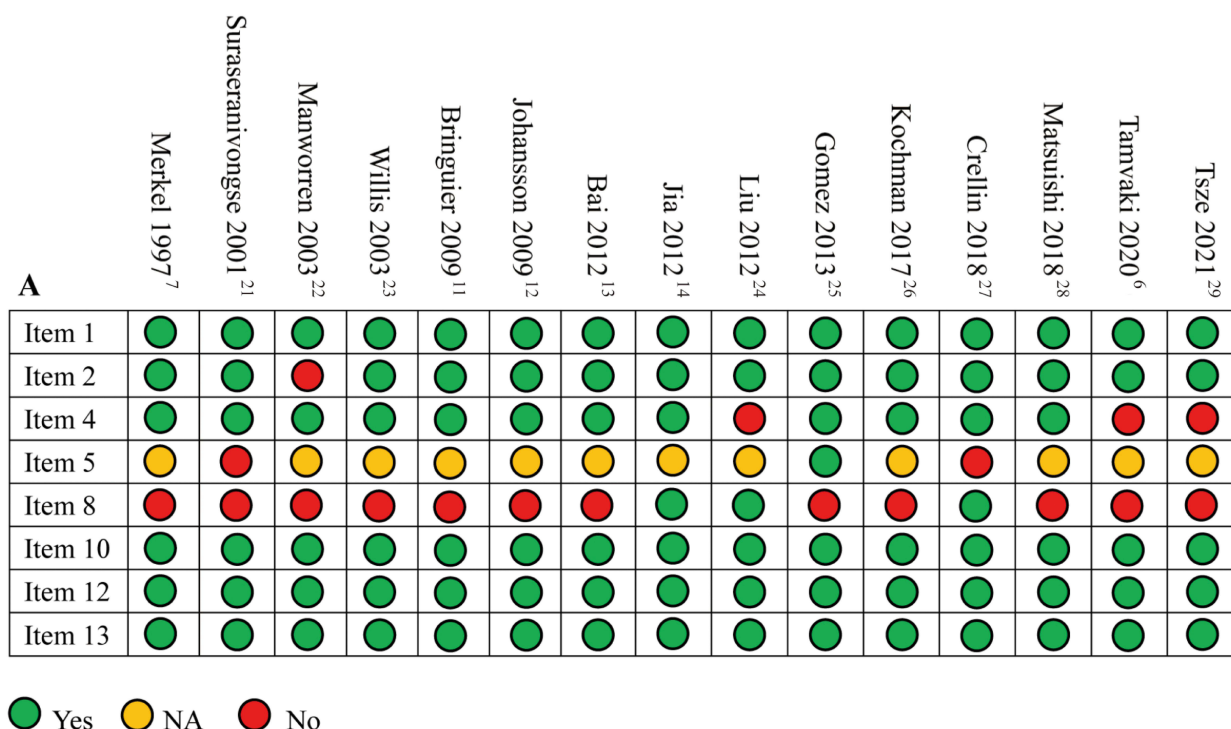 Merkel 1997 7
Suraseranivongse 2001 21
Manworren 2003 22
Willis 2003 23
Bringuier 2009 11
Johansson 2009 12
Bai 2012 13
Jia 2012 14
Liu 2012 24
Gomez 2013 25
Kochman 2017 26
Crellin 2018 27
Matsuishi 2018 28
Tamvaki 2020 6
Tsze 2021 29
A
Item 1
Item 2
Item 4
Item 5
Item 8
Item 10
Item 12
Item 13
Yes NA No